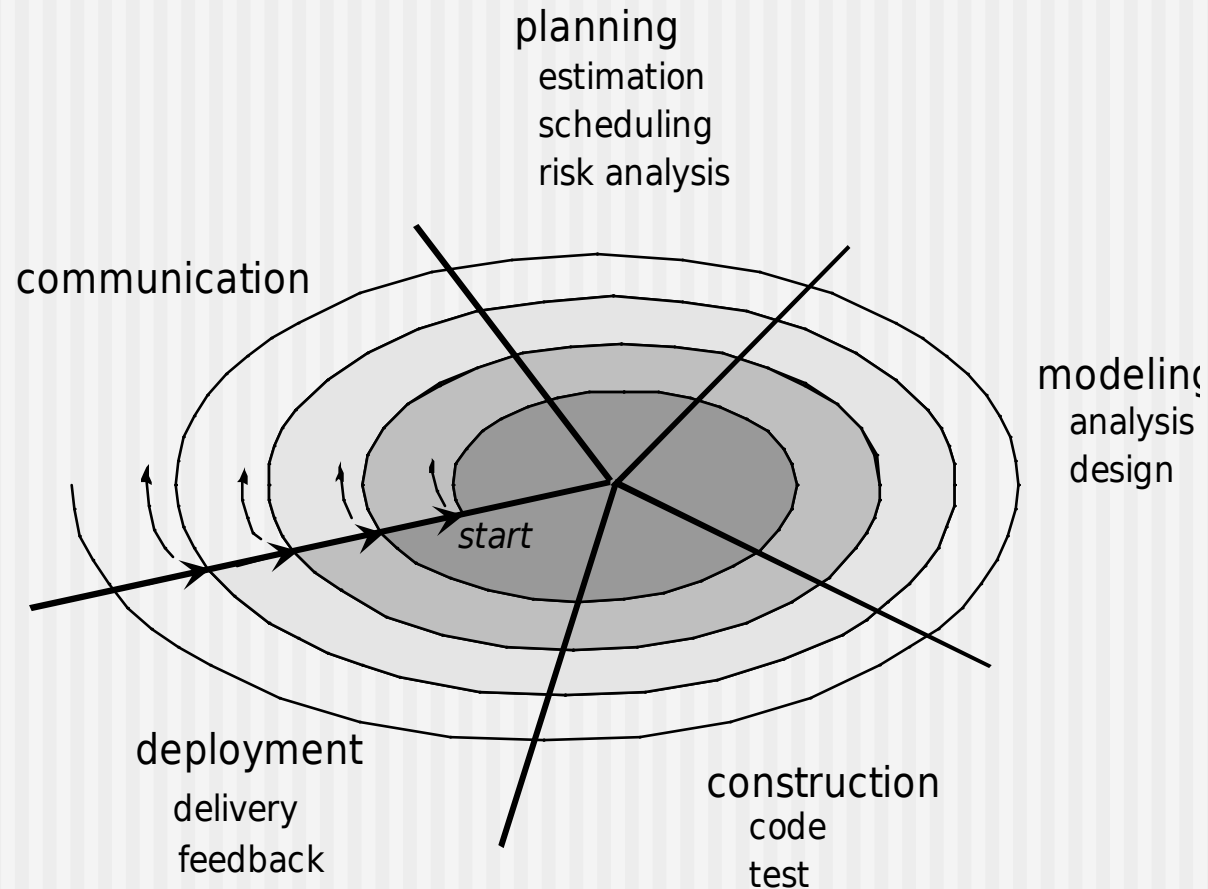 planning
estimation
scheduling
risk analysis
communication
modeling
analysis
design
start
deployment
delivery
feedback
construction
code
test